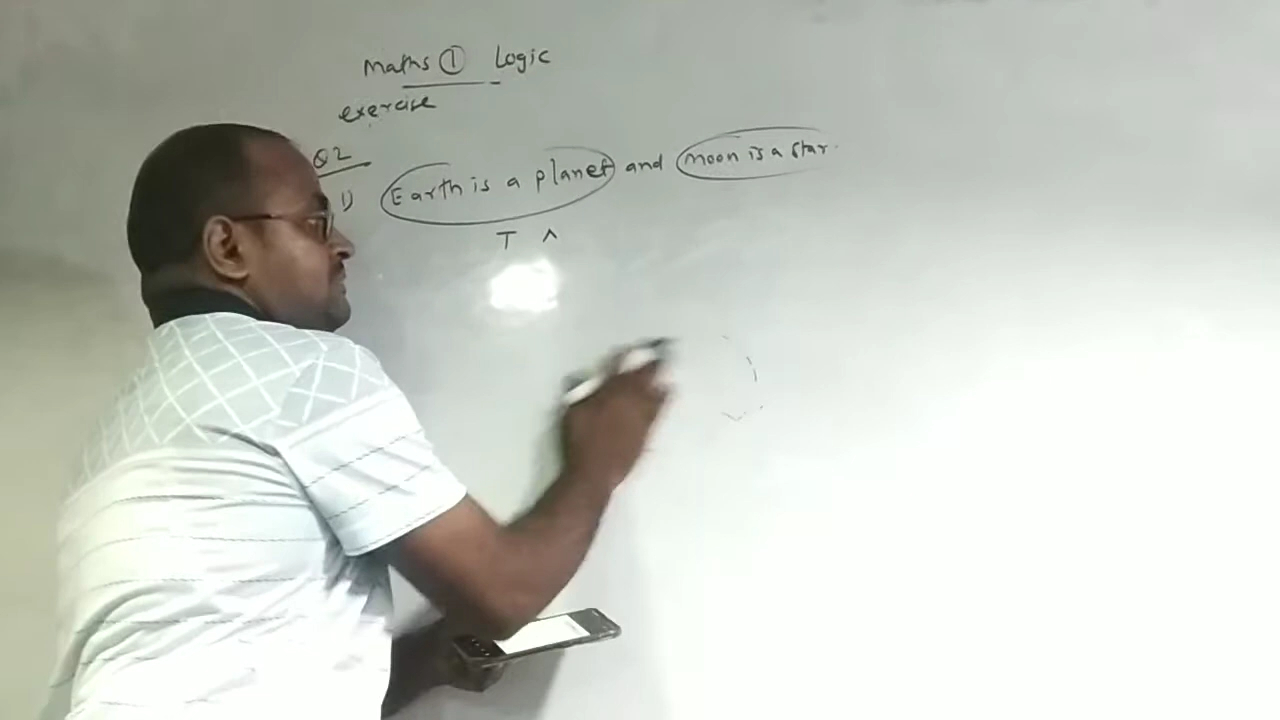 Maths ① Logic
exercise
Q2
1) Earth is a planet and Moon is a star.
T ∧